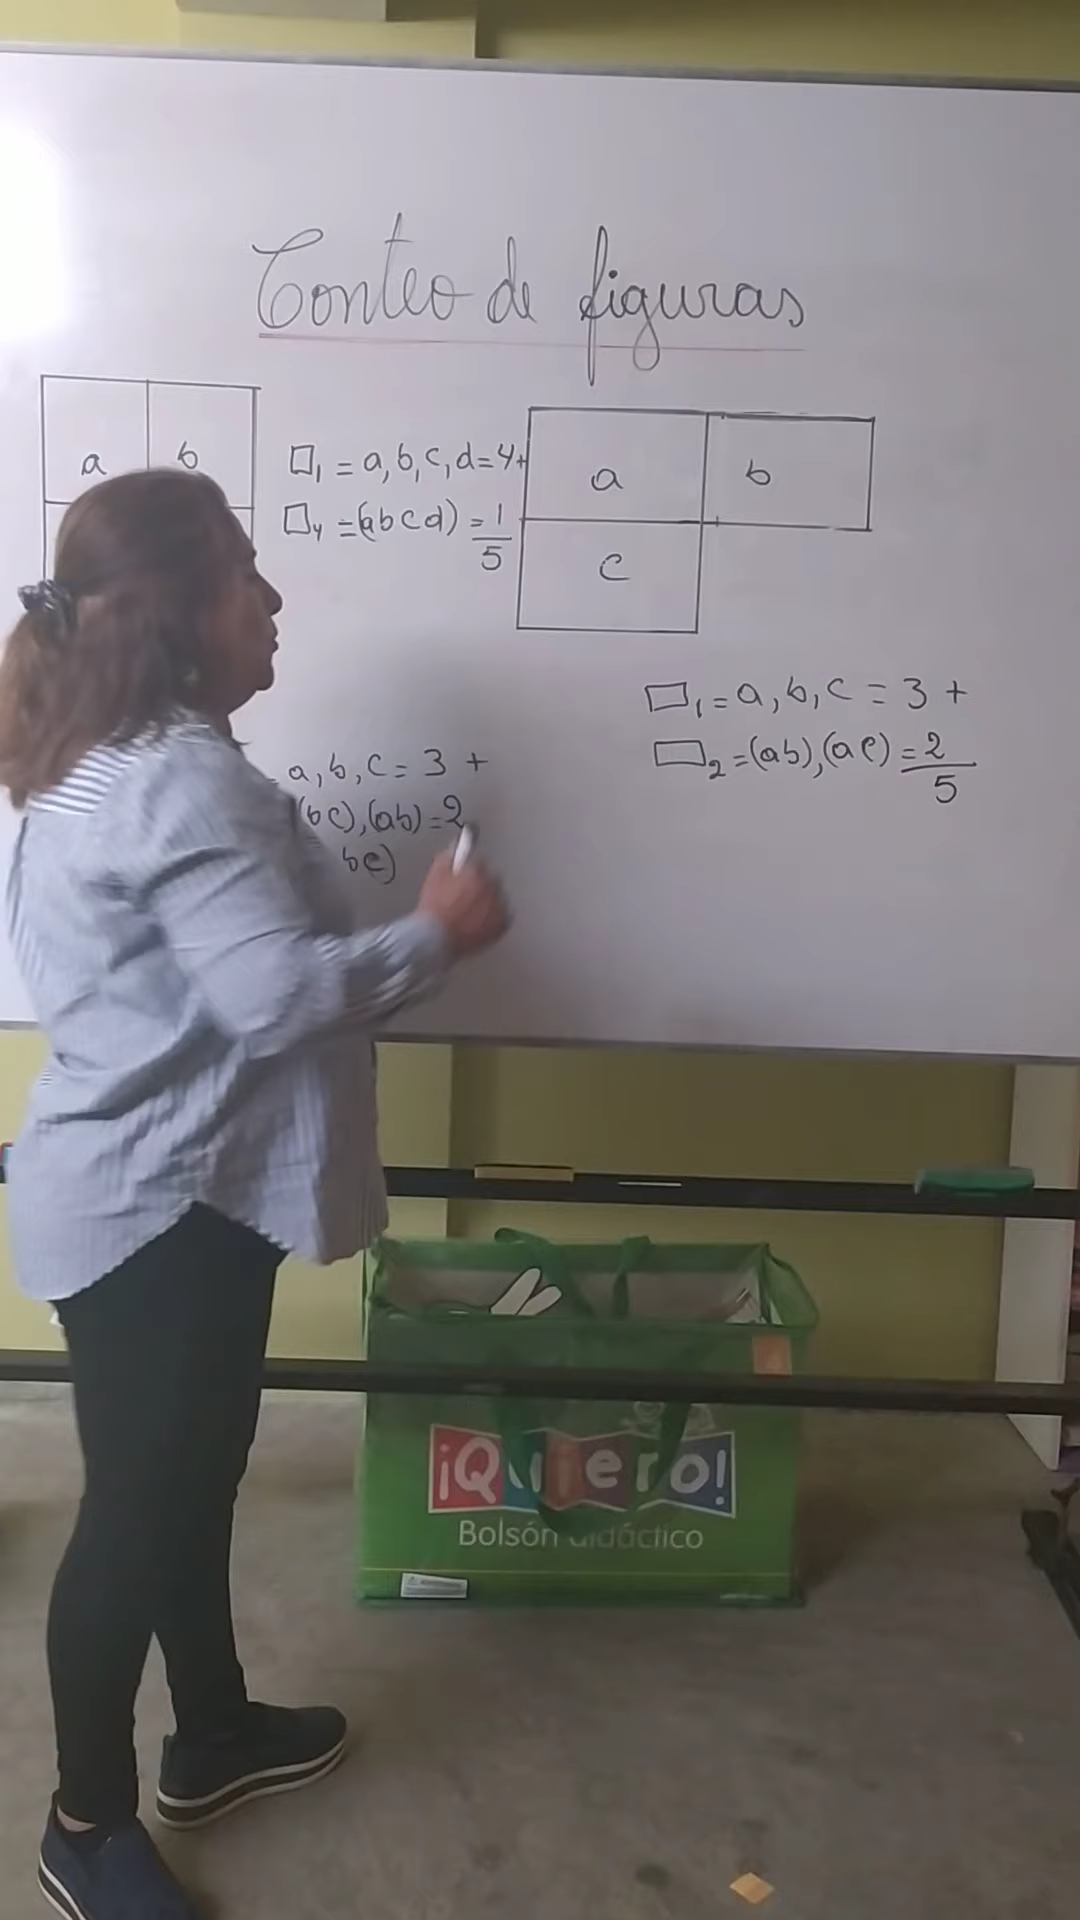 Conteo de figuras
a b
□₁ = a, b, c, d = 4+
□₄ = (abcd) = 1
5
a b
c
▭₁ = a, b, c = 3 +
▭₂ = (ab), (ac) = 2
5
a, b, c = 3 +
(bc), (ab) = 2
bc)
¡Quiero!
Bolsón didáctico